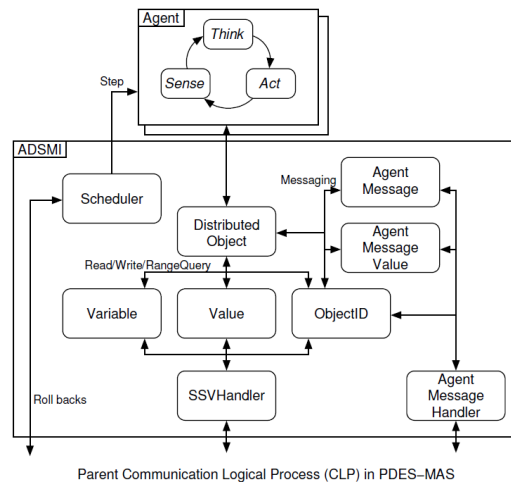 Agent
Think
Sense
Act
Step
ADSMI
Scheduler
Messaging
Agent
Message
Distributed
Object
Agent
Message
Value
Read/Write/RangeQuery
Variable
Value
ObjectID
SSVHandler
Agent
Message
Handler
Roll backs
Parent Communication Logical Process (CLP) in PDES−MAS